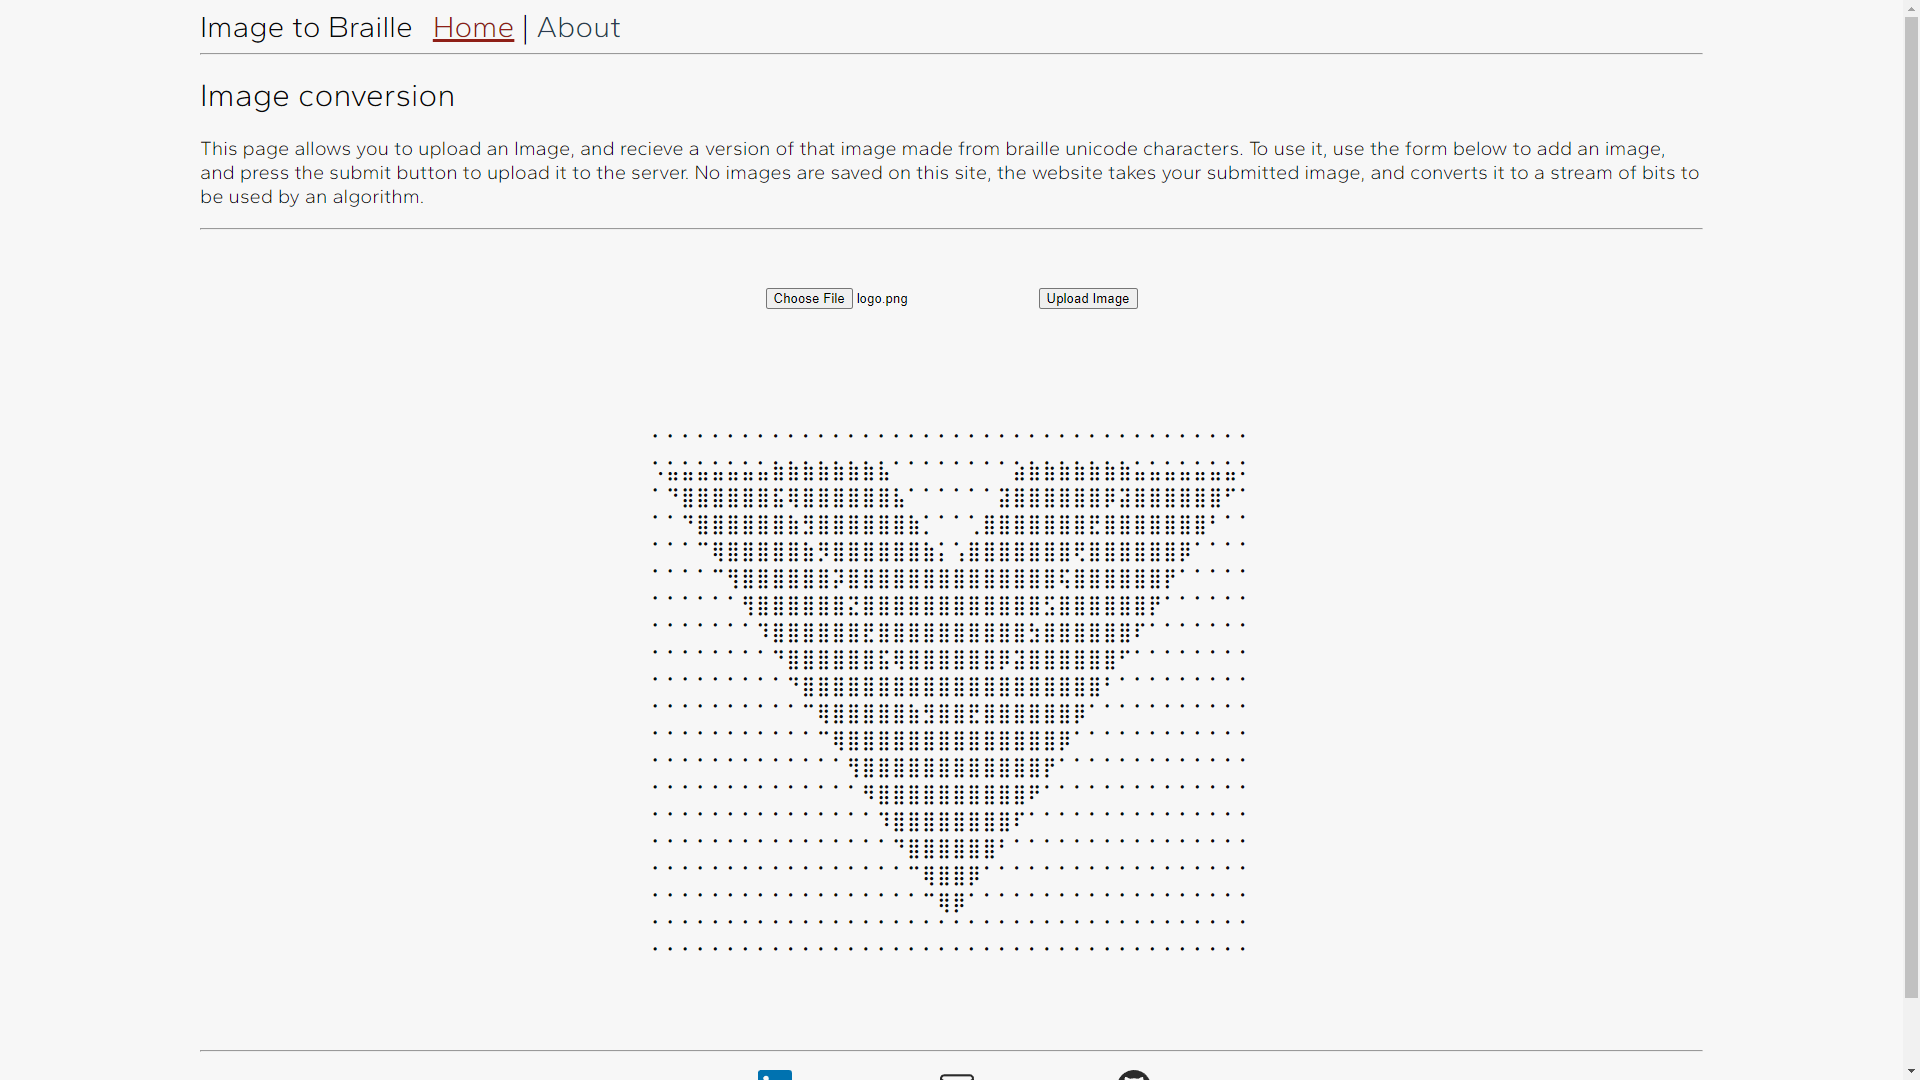 Image to Braille Home | About
Image conversion
This page allows you to upload an Image, and recieve a version of that image made from braille unicode characters. To use it, use the form below to add an image,
and press the submit button to upload it to the server. No images are saved on this site, the website takes your submitted image, and converts it to a stream of bits to
be used by an algorithm.
Choose File logo.png Upload Image